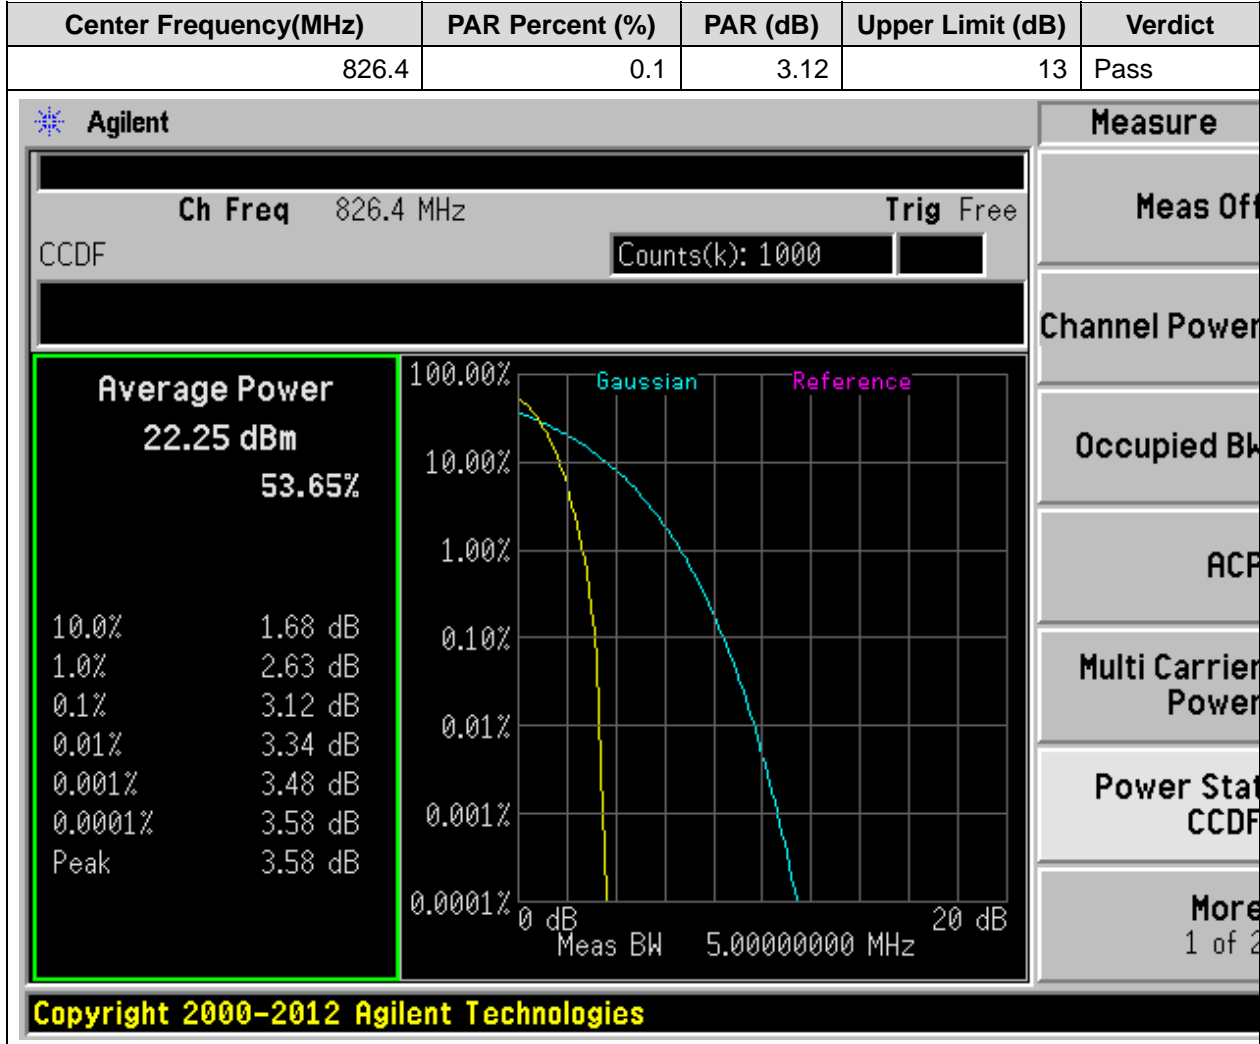 Center Frequency(MHz) PAR Percent (%) PAR (dB) Upper Limit (dB) Verdict
826.4 0.1 3.12 13 Pass
Agilent
Measure
Ch Freq 826.4 MHz Trig Free
CCDF Counts(k): 1000
Average Power
22.25 dBm
53.65%
10.0% 1.68 dB
1.0% 2.63 dB
0.1% 3.12 dB
0.01% 3.34 dB
0.001% 3.48 dB
0.0001% 3.58 dB
Peak 3.58 dB
Gaussian Reference
100.00%
10.00%
1.00%
0.10%
0.01%
0.001%
0.0001%
0 dB 20 dB
Meas BW 5.00000000 MHz
Meas Off
Channel Power
Occupied BW
ACP
Multi Carrier
Power
Power Stat
CCDF
More
1 of 2
Copyright 2000-2012 Agilent Technologies